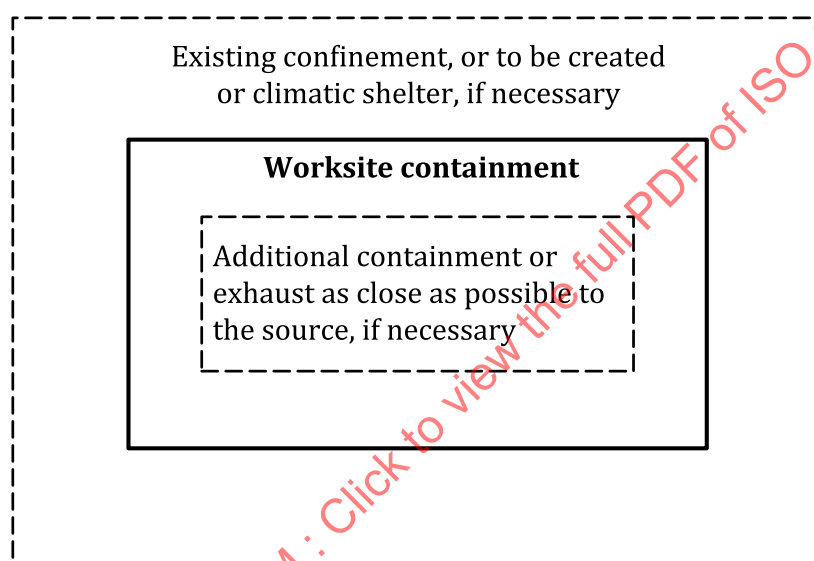 Existing confinement, or to be created
or climatic shelter, if necessary
Worksite containment
Additional containment or
exhaust as close as possible to
the source, if necessary
: Click to view the full PDF of ISO